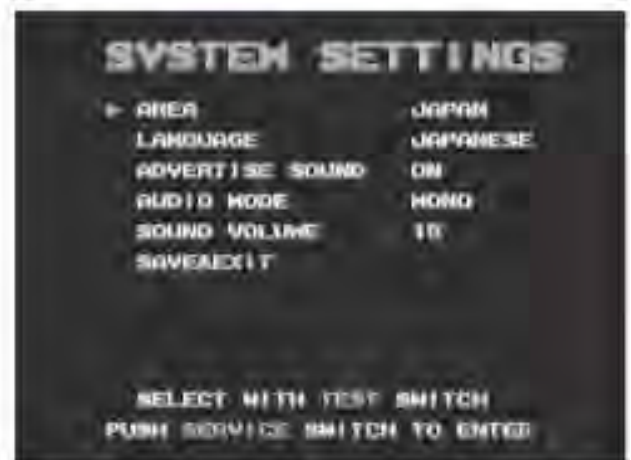 SYSTEM SETTINGS
► AREA JAPAN
LANGUAGE JAPANESE
ADVERTISE SOUND ON
AUDIO MODE MONO
SOUND VOLUME
SAVE&EXIT
SELECT WITH TEST SWITCH
PUSH SERVICE SWITCH TO ENTER